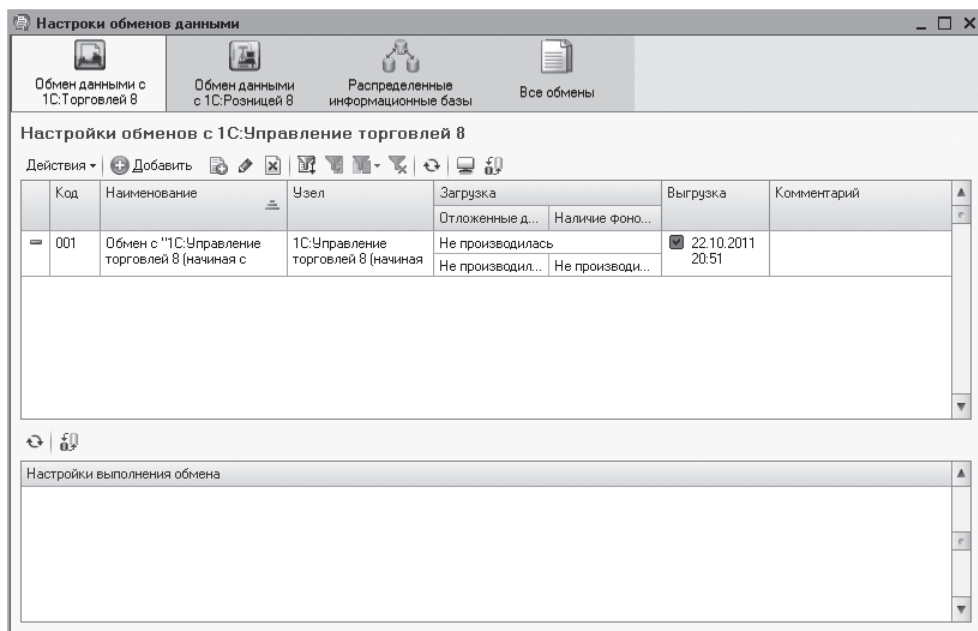 Настроки обменов данными
Обмен данными с
1С:Торговлей 8
Обмен данными
с 1С:Розницей 8
Распределенные
информационные базы
Все обмены
Настройки обменов с 1С:Управление торговлей 8
Действия
Добавить
Код
Наименование
Узел
Загрузка
Выгрузка
Комментарий
Отложенные д...
Наличие фоно...
001
Обмен с "1С:Управление
торговлей 8 (начиная с
1С:Управление
торговлей 8 (начиная
Не производилась
22.10.2011
20:51
Не производил...
Не производи...
Настройки выполнения обмена